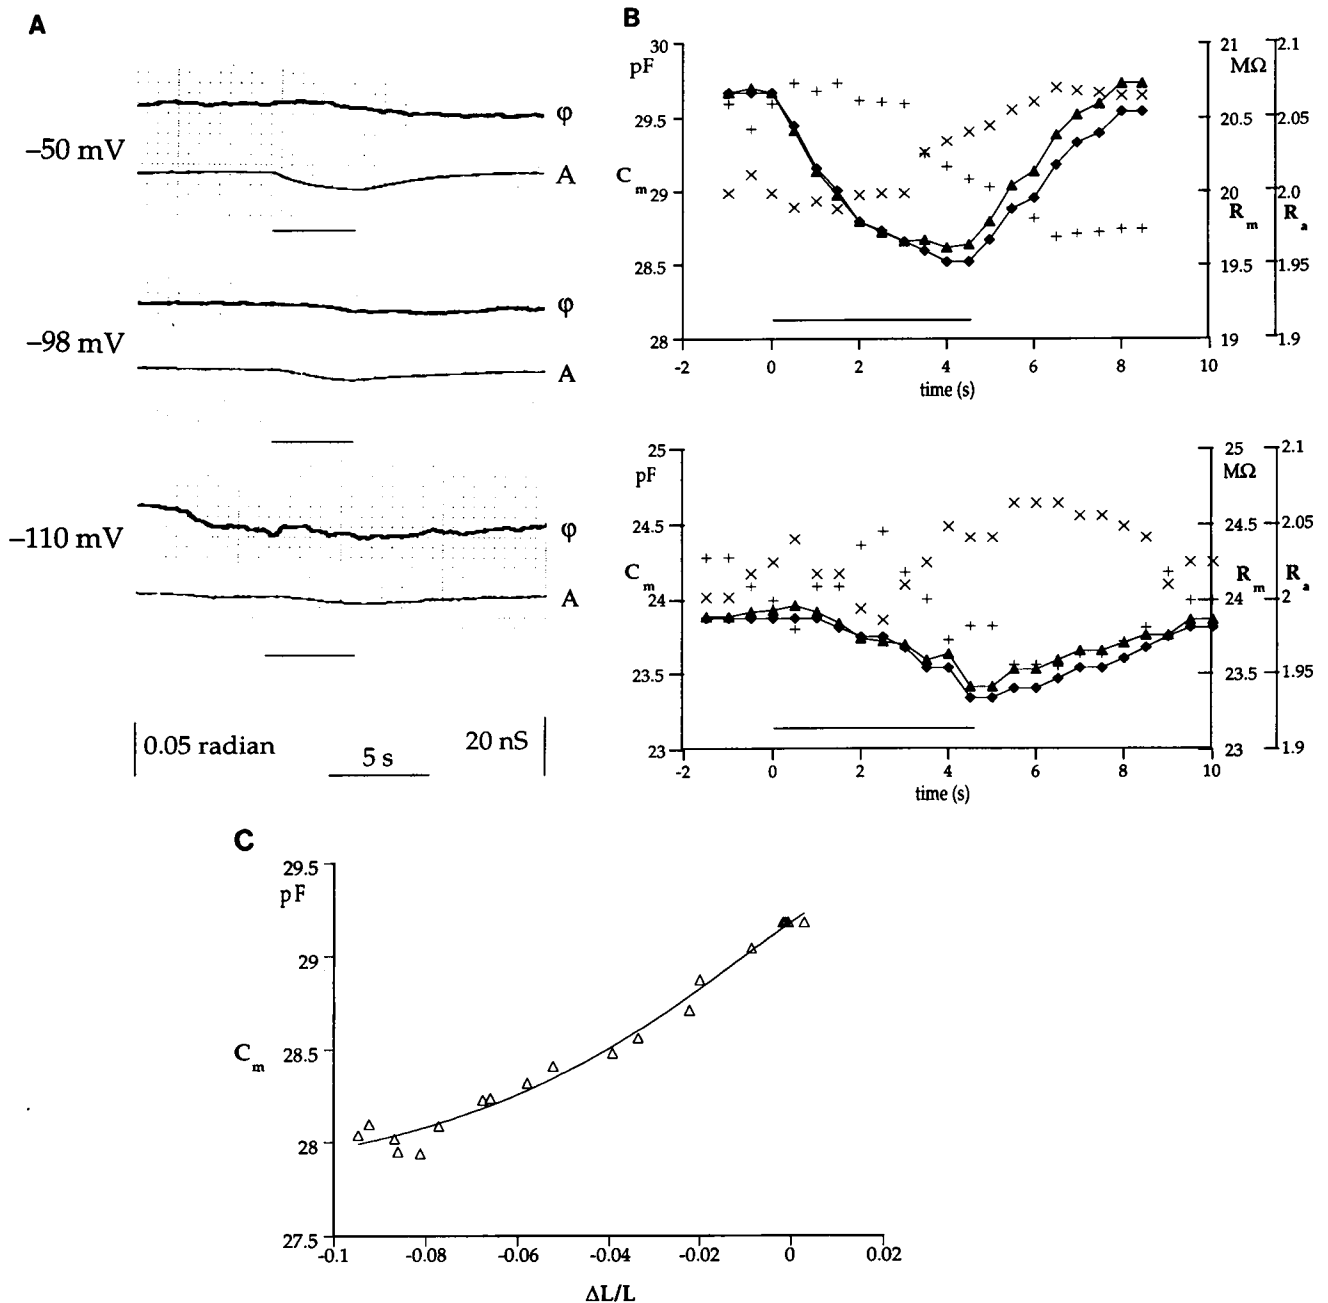 A
φ
−50 mV
A
φ
−98 mV
A
φ
−110 mV
A
0.05 radian
5 s
20 nS
B
30
pF
29.5
C m
29
28.5
28
21
MΩ
20.5
20
R m
19.5
19
2.1
2.05
2.0
R a
1.95
1.9
-2 0 2 4 6 8 10
time (s)
25
pF
24.5
C m
24
23.5
23
25
MΩ
24.5
R m
24
23.5
23
2.1
2.05
R a
2
1.95
1.9
-2 0 2 4 6 8 10
time (s)
C
29.5
pF
29
28.5
C m
28
27.5
-0.1 -0.08 -0.06 -0.04 -0.02 0 0.02
ΔL/L